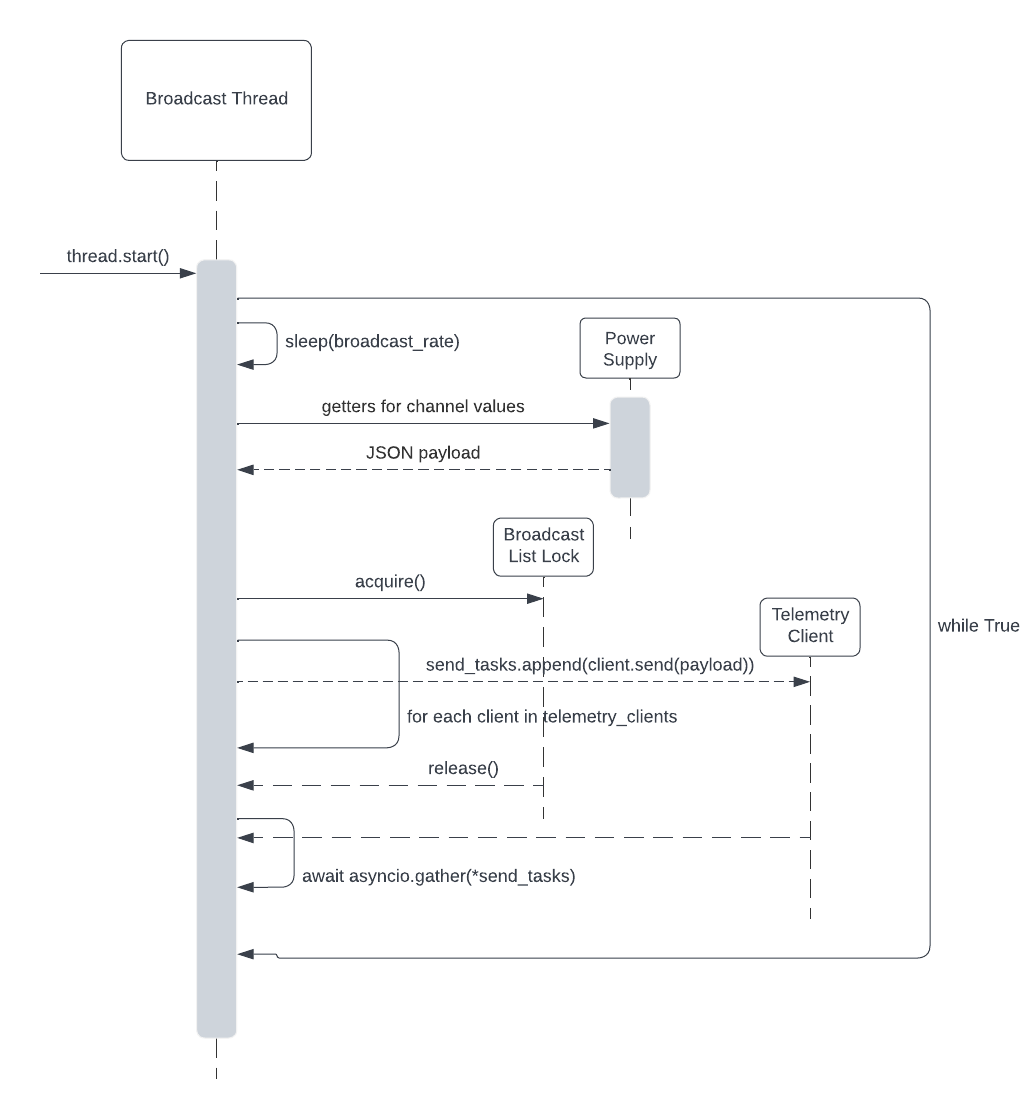 Broadcast Thread
thread.start()
sleep(broadcast_rate)
Power
Supply
getters for channel values
JSON payload
Broadcast
List Lock
acquire()
Telemetry
Client
while True
send_tasks.append(client.send(payload))
for each client in telemetry_clients
release()
await asyncio.gather(*send_tasks)